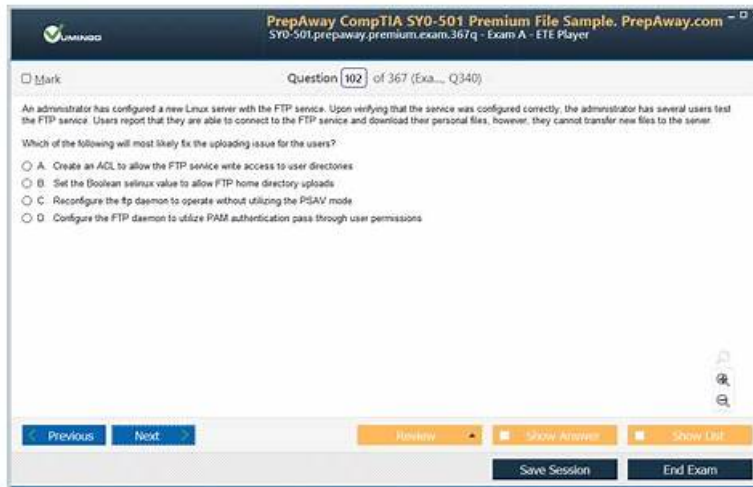 VUMINGO
PrepAway CompTIA SY0-501 Premium File Sample. PrepAway.com
SY0-501.prepaway.premium.exam.367q - Exam A - ETE Player
Mark
Question 102 of 367 (Exa..., Q340)
An administrator has configured a new Linux server with the FTP service. Upon verifying that the service was configured correctly, the administrator has several users test
the FTP service. Users report that they are able to connect to the FTP service and download their personal files, however, they cannot transfer new files to the server.
Which of the following will most likely fix the uploading issue for the users?
A. Create an ACL to allow the FTP service write access to user directories
B. Set the Boolean selinux value to allow FTP home directory uploads
C. Reconfigure the ftp daemon to operate without utilizing the PSAV mode
D. Configure the FTP daemon to utilize PAM authentication pass through user permissions
Previous
Next
Review
Show Answer
Show List
Save Session
End Exam